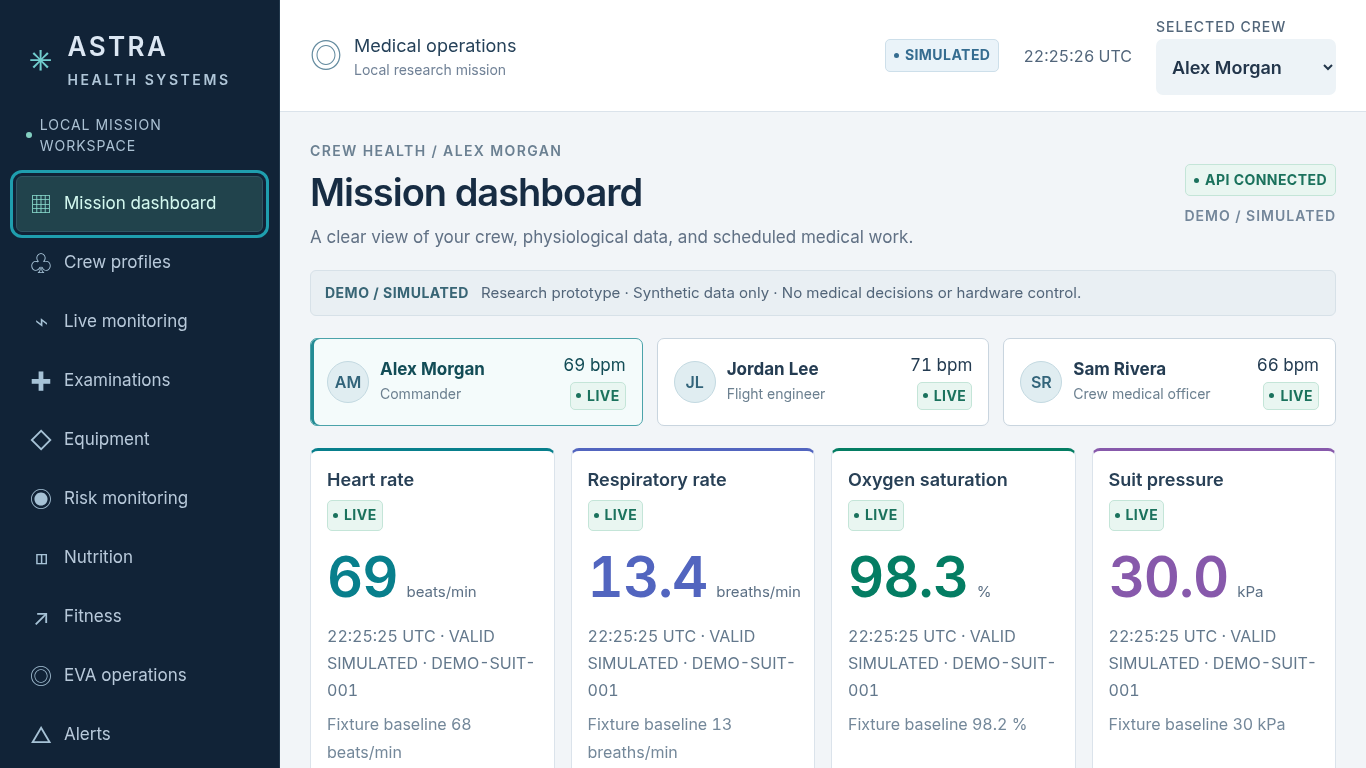 ASTRA
HEALTH SYSTEMS
LOCAL MISSION
WORKSPACE
Mission dashboard
Crew profiles
Live monitoring
Examinations
Equipment
Risk monitoring
Nutrition
Fitness
EVA operations
Alerts
Medical operations
Local research mission
SIMULATED
22:25:26 UTC
SELECTED CREW
Alex Morgan
CREW HEALTH / ALEX MORGAN
Mission dashboard
A clear view of your crew, physiological data, and scheduled medical work.
API CONNECTED
DEMO / SIMULATED
DEMO / SIMULATED Research prototype · Synthetic data only · No medical decisions or hardware control.
AM
Alex Morgan
Commander
69 bpm
LIVE
JL
Jordan Lee
Flight engineer
71 bpm
LIVE
SR
Sam Rivera
Crew medical officer
66 bpm
LIVE
Heart rate
LIVE
69 beats/min
22:25:25 UTC · VALID
SIMULATED · DEMO-SUIT-
001
Fixture baseline 68
beats/min
Respiratory rate
LIVE
13.4 breaths/min
22:25:25 UTC · VALID
SIMULATED · DEMO-SUIT-
001
Fixture baseline 13
breaths/min
Oxygen saturation
LIVE
98.3 %
22:25:25 UTC · VALID
SIMULATED · DEMO-SUIT-
001
Fixture baseline 98.2 %
Suit pressure
LIVE
30.0 kPa
22:25:25 UTC · VALID
SIMULATED · DEMO-SUIT-
001
Fixture baseline 30 kPa